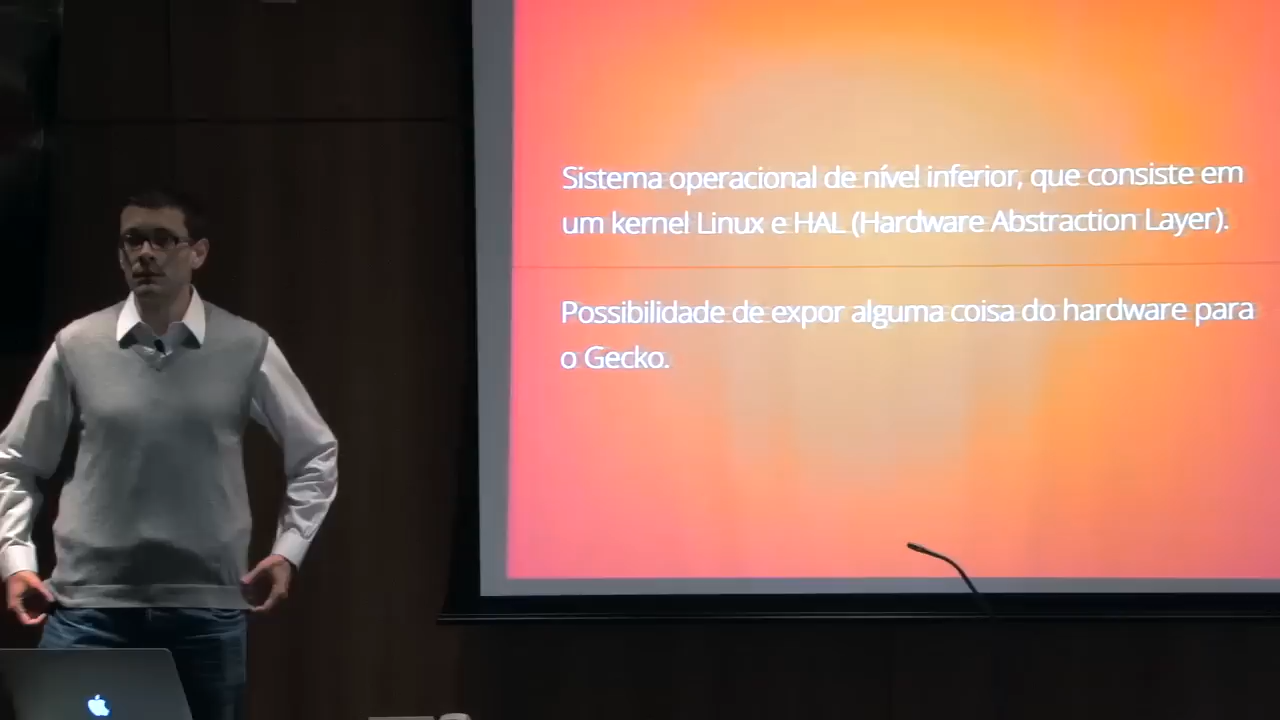 Sistema operacional de nível inferior, que consiste em
um kernel Linux e HAL (Hardware Abstraction Layer).
Possibilidade de expor alguma coisa do hardware para
o Gecko.